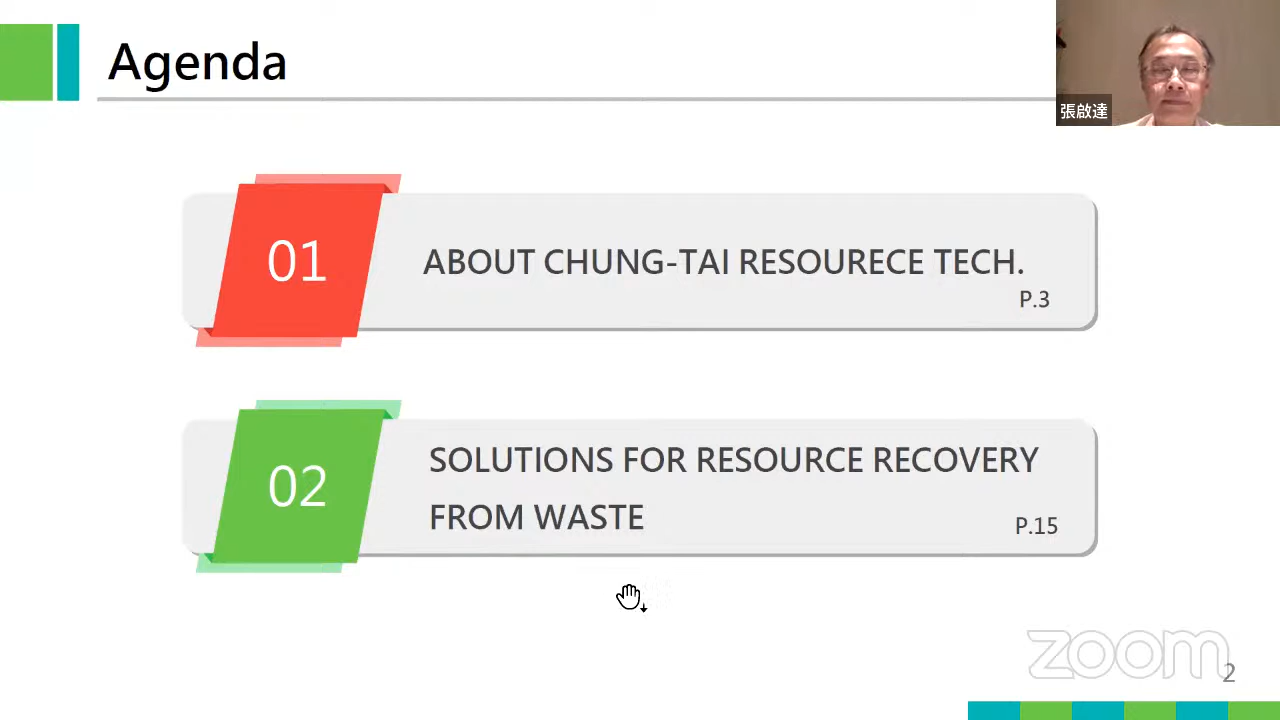 Agenda
張啟達
01
ABOUT CHUNG-TAI RESOURECE TECH.
P.3
02
SOLUTIONS FOR RESOURCE RECOVERY
FROM WASTE
P.15
zoom
2